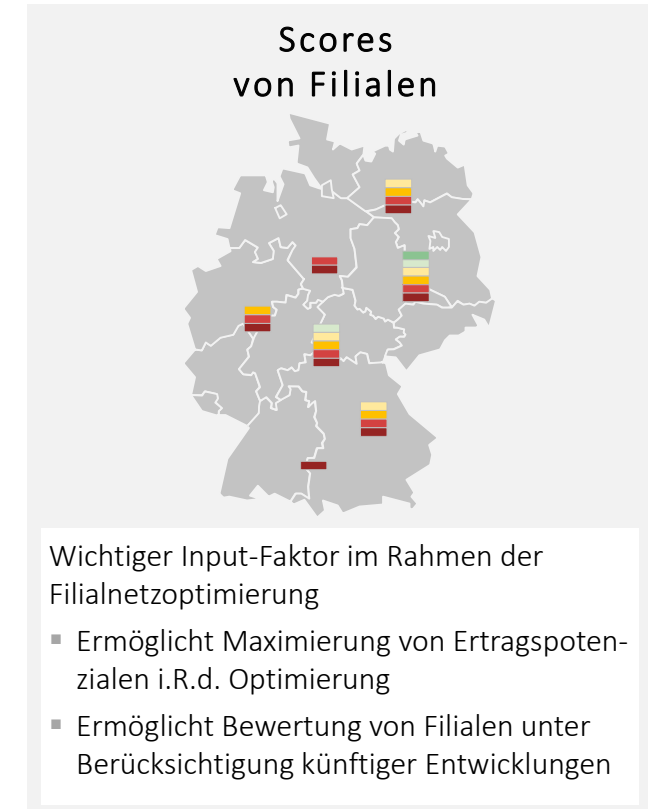 Scores
von Filialen
Wichtiger Input-Faktor im Rahmen der
Filialnetzoptimierung
▪ Ermöglicht Maximierung von Ertragspoten-
zialen i.R.d. Optimierung
▪ Ermöglicht Bewertung von Filialen unter
Berücksichtigung künftiger Entwicklungen